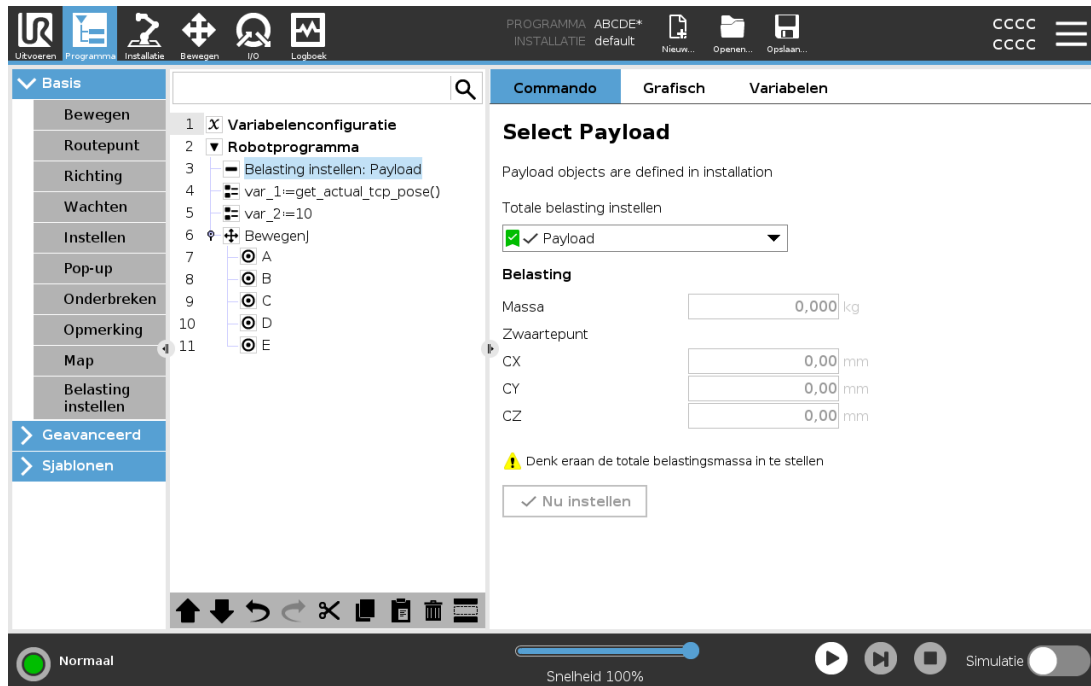 PROGRAMMA ABCDE*
INSTALLATIE default
CCCC
CCCC
Uitvoeren Programma Installatie Bewegen I/O Logboek Nieuw... Openen... Opslaan...
Basis
Bewegen
Routepunt
Richting
Wachten
Instellen
Pop-up
Onderbreken
Opmerking
Map
Belasting
instellen
Geavanceerd
Sjablonen
1 X Variabelenconfiguratie
2 Robotprogramma
3 Belasting instellen: Payload
4 var_1:=get_actual_tcp_pose()
5 var_2:=10
6 BewegenJ
7 A
8 B
9 C
10 D
11 E
Commando Grafisch Variabelen
Select Payload
Payload objects are defined in installation
Totale belasting instellen
Payload
Belasting
Massa 0,000 kg
Zwaartepunt
CX 0,00 mm
CY 0,00 mm
CZ 0,00 mm
Denk eraan de totale belastingsmassa in te stellen
Nu instellen
Normaal
Snelheid 100%
Simulatie